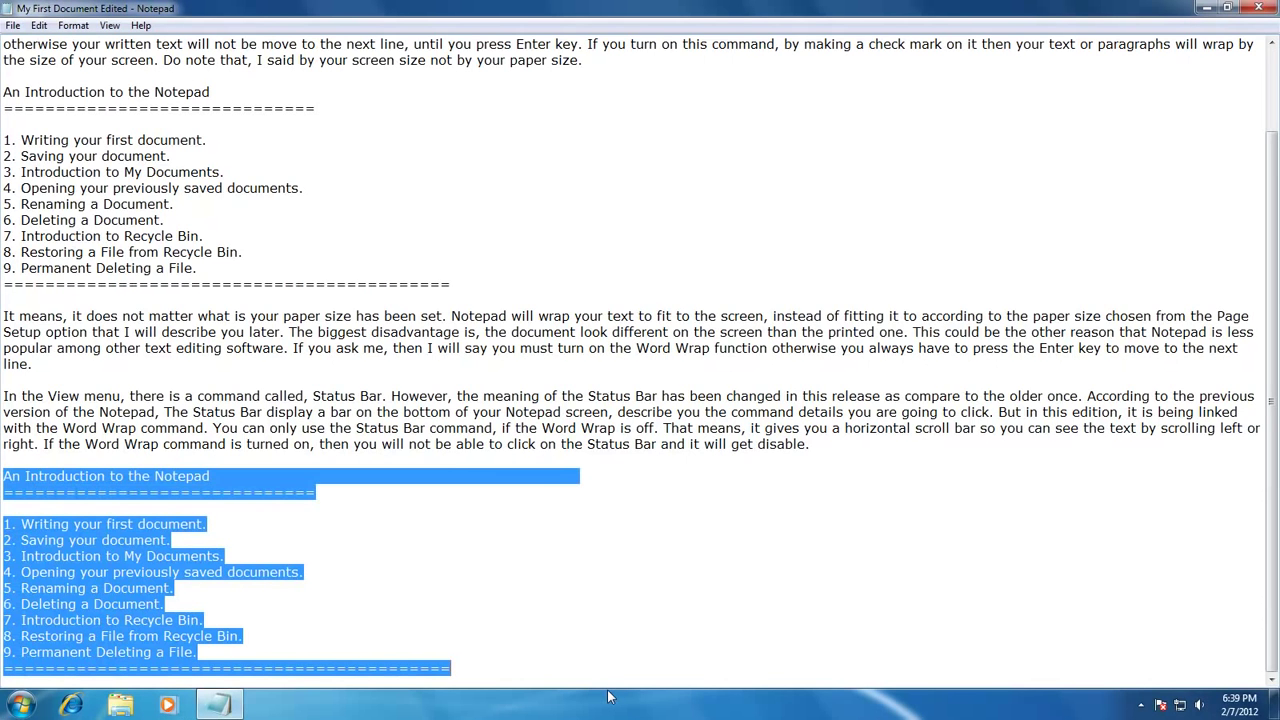 My First Document Edited - Notepad
File Edit Format View Help
otherwise your written text will not be move to the next line, until you press Enter key. If you turn on this command, by making a check mark on it then your text or paragraphs will wrap by
the size of your screen. Do note that, I said by your screen size not by your paper size.
An Introduction to the Notepad
==============================
1. Writing your first document.
2. Saving your document.
3. Introduction to My Documents.
4. Opening your previously saved documents.
5. Renaming a Document.
6. Deleting a Document.
7. Introduction to Recycle Bin.
8. Restoring a File from Recycle Bin.
9. Permanent Deleting a File.
===========================================
It means, it does not matter what is your paper size has been set. Notepad will wrap your text to fit to the screen, instead of fitting it to according to the paper size chosen from the Page
Setup option that I will describe you later. The biggest disadvantage is, the document look different on the screen than the printed one. This could be the other reason that Notepad is less
popular among other text editing software. If you ask me, then I will say you must turn on the Word Wrap function otherwise you always have to press the Enter key to move to the next
line.
In the View menu, there is a command called, Status Bar. However, the meaning of the Status Bar has been changed in this release as compare to the older once. According to the previous
version of the Notepad, The Status Bar display a bar on the bottom of your Notepad screen, describe you the command details you are going to click. But in this edition, it is being linked
with the Word Wrap command. You can only use the Status Bar command, if the Word Wrap is off. That means, it gives you a horizontal scroll bar so you can see the text by scrolling left or
right. If the Word Wrap command is turned on, then you will not be able to click on the Status Bar and it will get disable.
An Introduction to the Notepad
==============================
1. Writing your first document.
2. Saving your document.
3. Introduction to My Documents.
4. Opening your previously saved documents.
5. Renaming a Document.
6. Deleting a Document.
7. Introduction to Recycle Bin.
8. Restoring a File from Recycle Bin.
9. Permanent Deleting a File.
===========================================
6:39 PM
2/7/2012